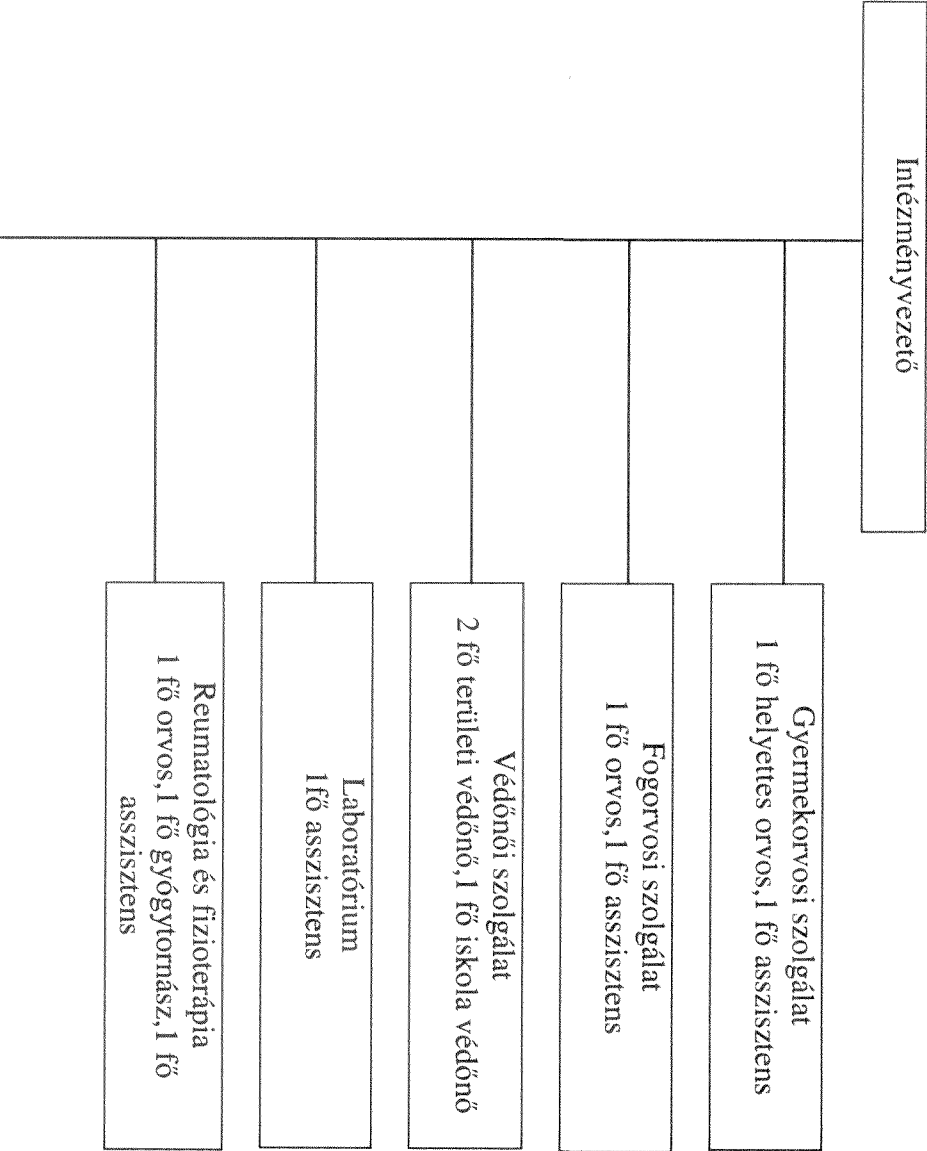 Intézményvezető
Gyermekorvosi szolgálat
1 fő helyettes orvos,1 fő asszisztens
Fogorvosi szolgálat
1 fő orvos,1 fő asszisztens
Védőnői szolgálat
2 fő területi védőnő,1 fő iskola védőnő
Laboratórium
1fő asszisztens
Reumatológia és fizioterápia
1 fő orvos,1 fő gyógytornász,1 fő
asszisztens